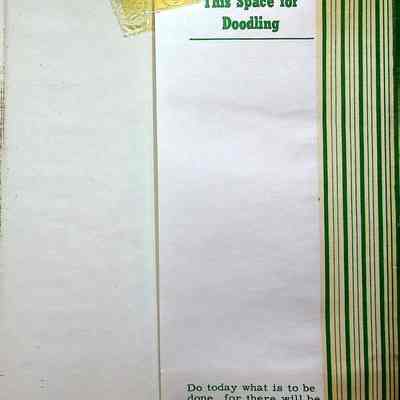 This Space for
Doodling
Do today what is to be
done, for there will be